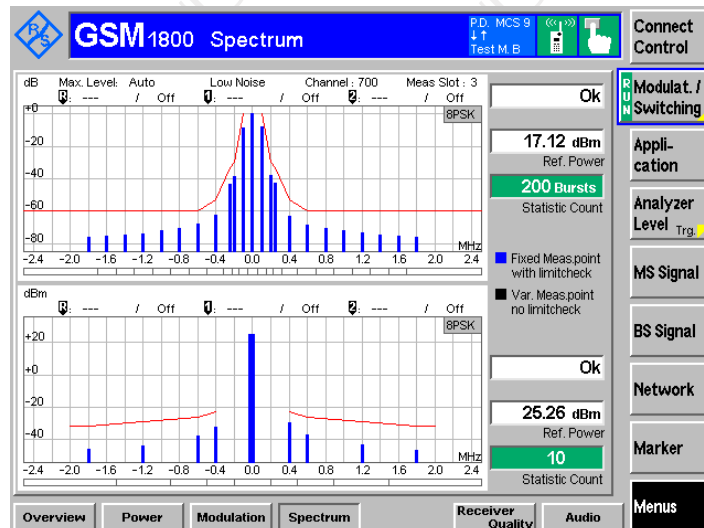 R&S
GSM 1800 Spectrum
P.D. MCS 9
↓↑
Test M. B
Connect Control
dB Max. Level: Auto Low Noise Channel : 700 Meas Slot : 3
R: --- / Off 1: --- / Off 2: --- / Off
8PSK
+0
-20
-40
-60
-80
MHz
-2.4 -2.0 -1.6 -1.2 -0.8 -0.4 0.0 0.4 0.8 1.2 1.6 2.0 2.4
Ok
17.12 dBm
Ref. Power
200 Bursts
Statistic Count
Fixed Meas.point
with limitcheck
Var. Meas.point
no limitcheck
dBm
R: --- / Off 1: --- / Off 2: --- / Off
8PSK
+20
+0
-20
-40
MHz
-2.4 -2.0 -1.6 -1.2 -0.8 -0.4 0.0 0.4 0.8 1.2 1.6 2.0 2.4
Ok
25.26 dBm
Ref. Power
10
Statistic Count
RUN
Modulat. /
Switching
Appli-
cation
Analyzer
Level Trg.
MS Signal
BS Signal
Network
Marker
Menus
Overview Power Modulation Spectrum Receiver Quality Audio